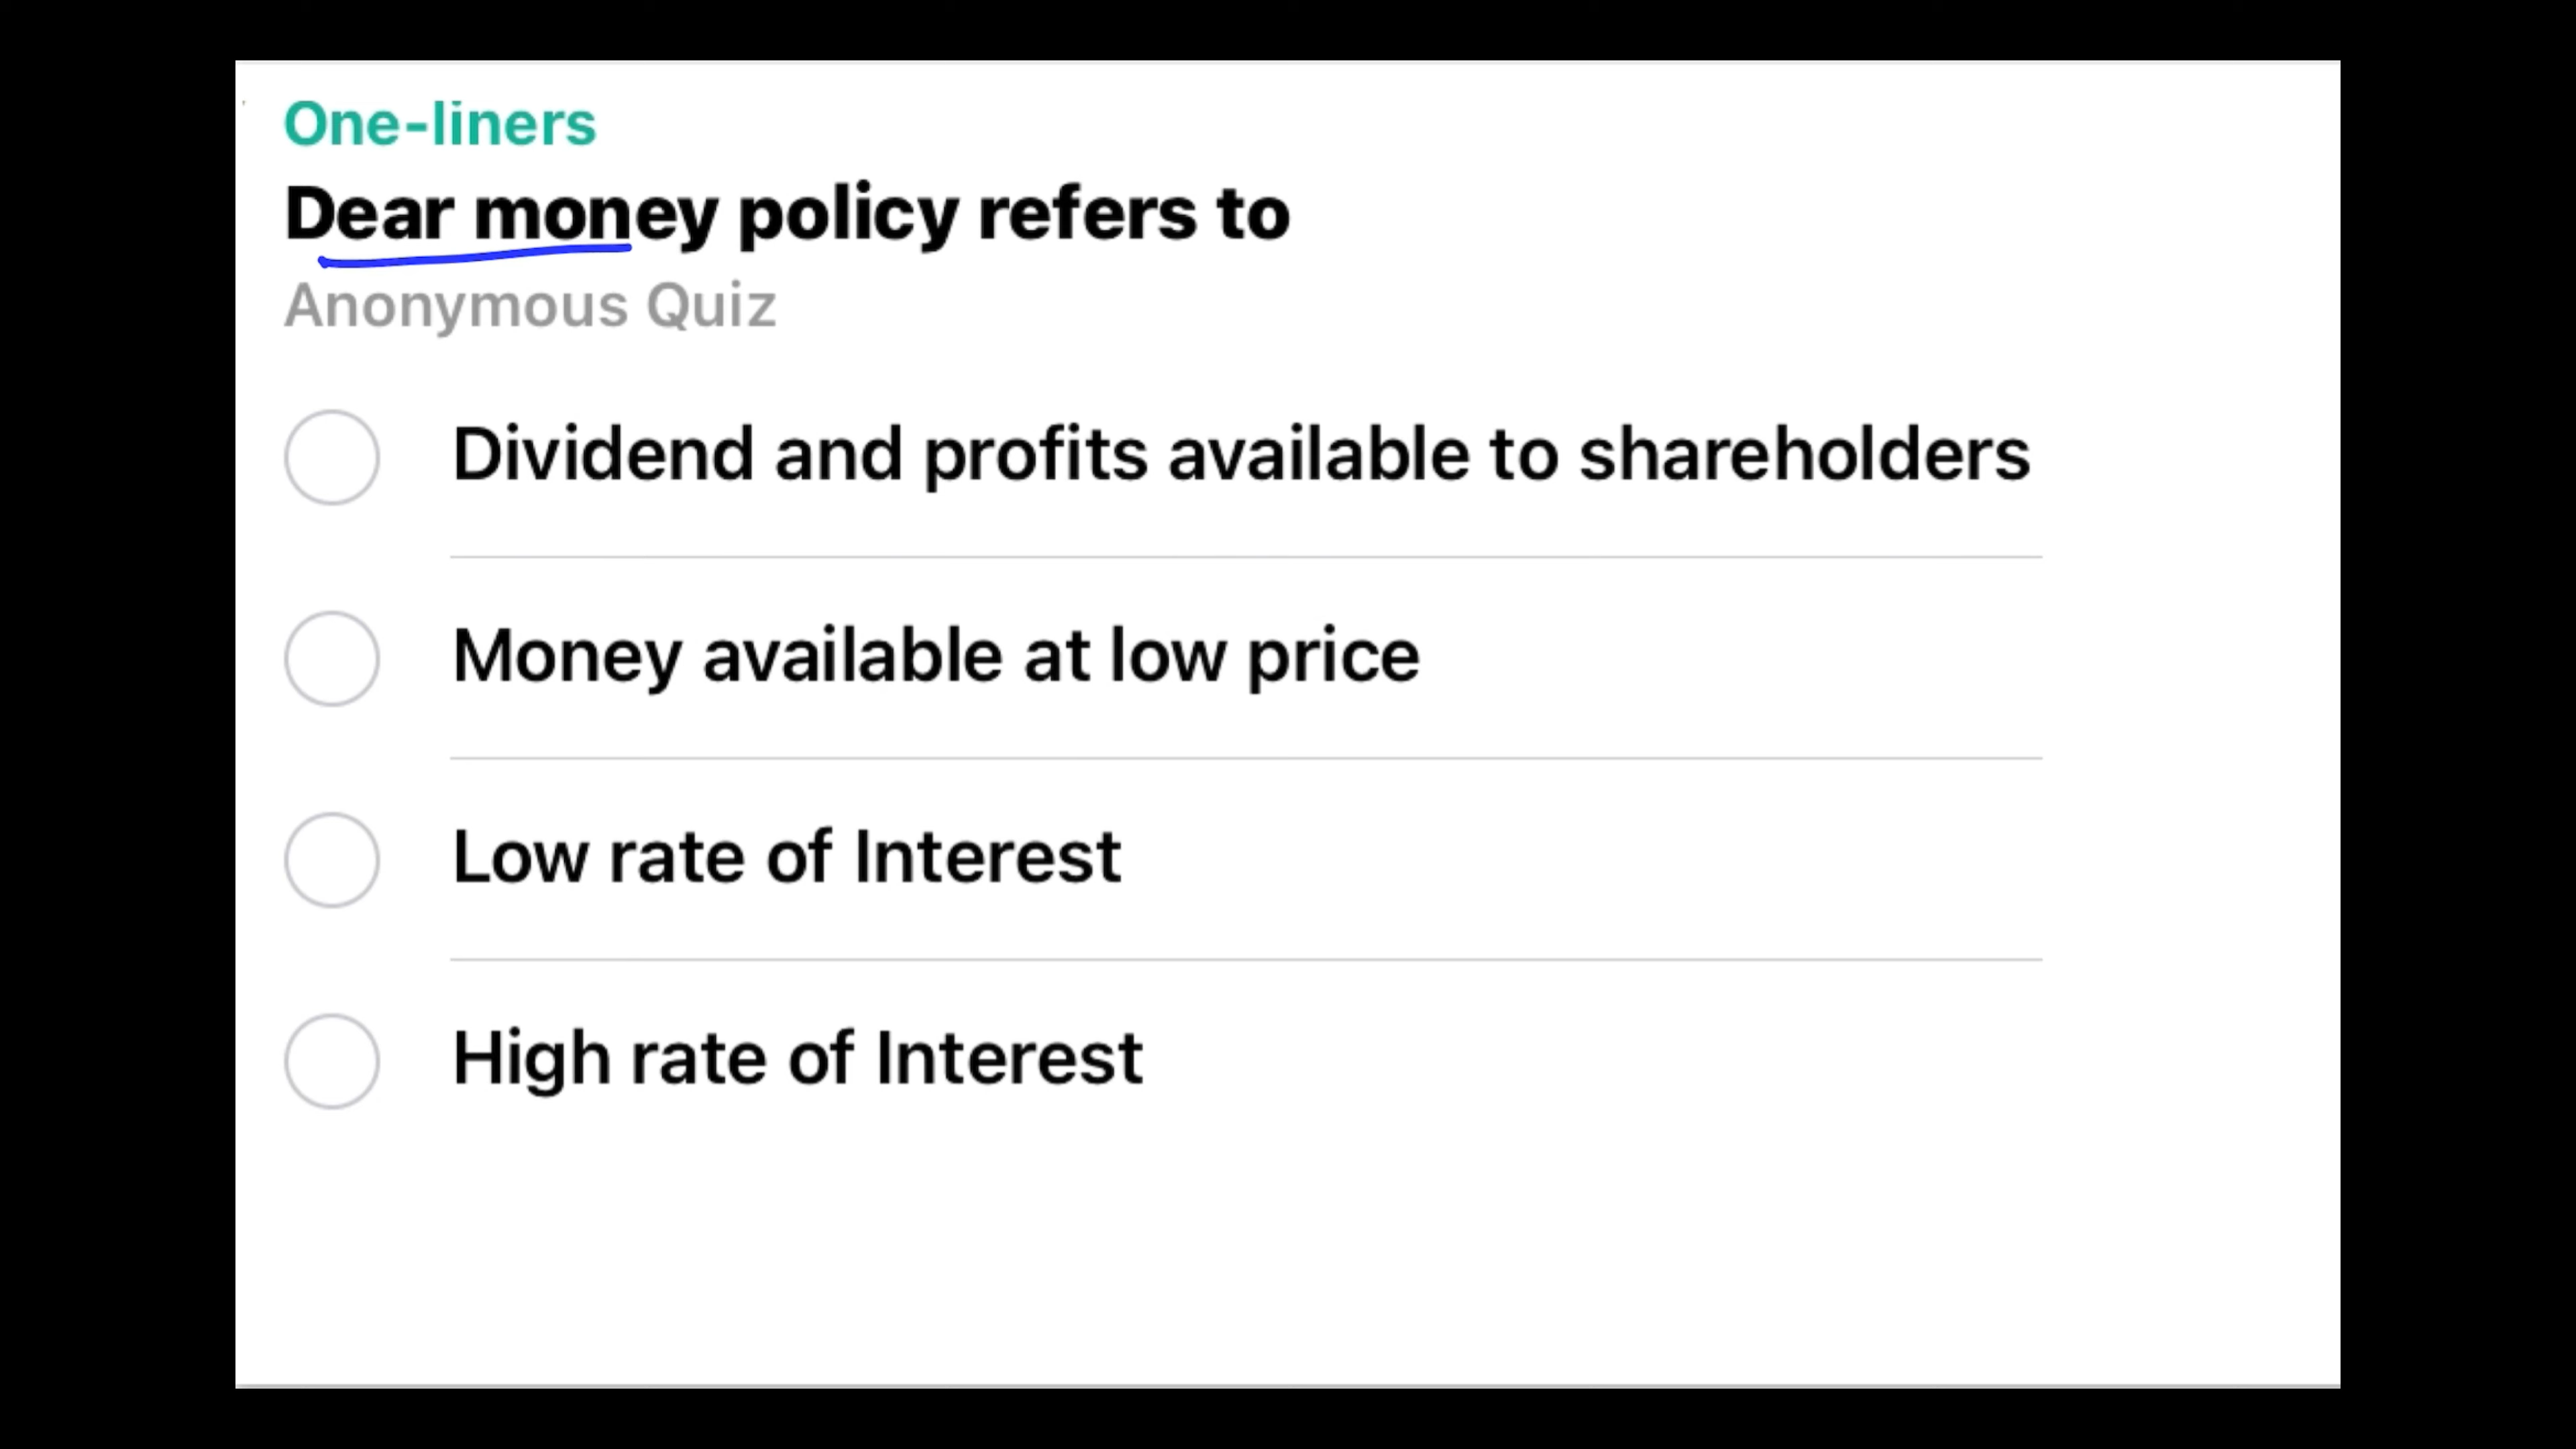 One-liners
Dear money policy refers to
Anonymous Quiz
Dividend and profits available to shareholders
Money available at low price
Low rate of Interest
High rate of Interest